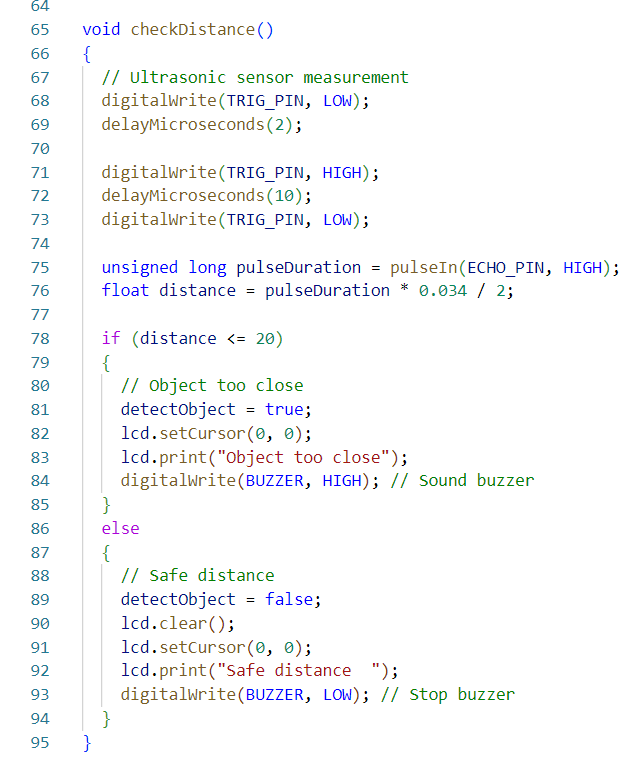 64
65 void checkDistance()
66 {
67 // Ultrasonic sensor measurement
68 digitalWrite(TRIG_PIN, LOW);
69 delayMicroseconds(2);
70
71 digitalWrite(TRIG_PIN, HIGH);
72 delayMicroseconds(10);
73 digitalWrite(TRIG_PIN, LOW);
74
75 unsigned long pulseDuration = pulseIn(ECHO_PIN, HIGH);
76 float distance = pulseDuration * 0.034 / 2;
77
78 if (distance <= 20)
79 {
80 // Object too close
81 detectObject = true;
82 lcd.setCursor(0, 0);
83 lcd.print("Object too close");
84 digitalWrite(BUZZER, HIGH); // Sound buzzer
85 }
86 else
87 {
88 // Safe distance
89 detectObject = false;
90 lcd.clear();
91 lcd.setCursor(0, 0);
92 lcd.print("Safe distance  ");
93 digitalWrite(BUZZER, LOW); // Stop buzzer
94 }
95 }